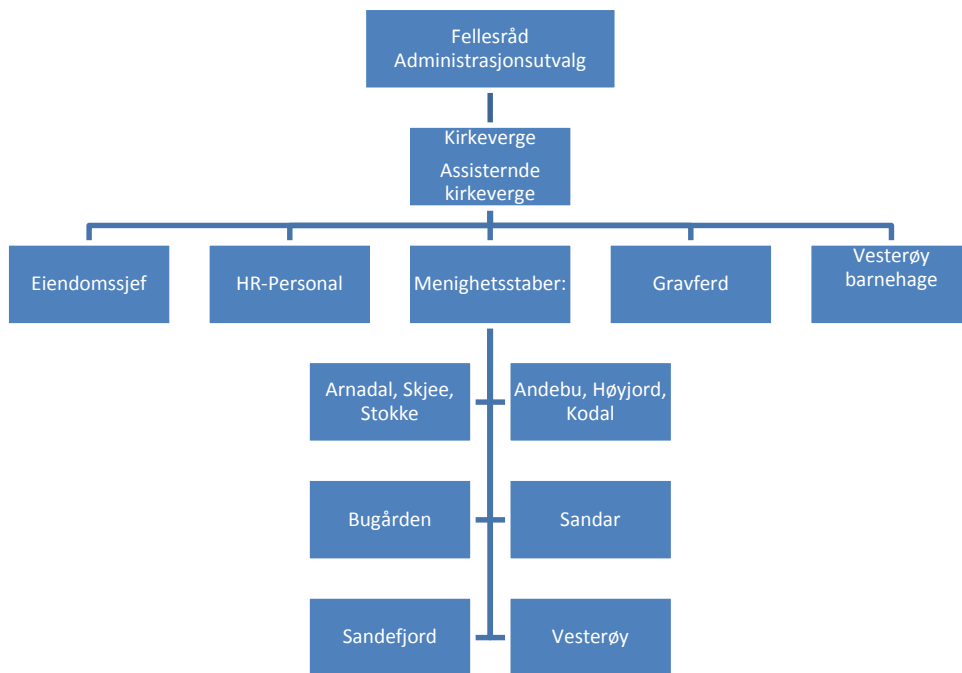 Fellesråd
Administrasjonsutvalg
Kirkeverge
Assisternde
kirkeverge
Eiendomssjef
HR-Personal
Menighetsstaber:
Gravferd
Vesterøy
barnehage
Arnadal, Skjee,
Stokke
Andebu, Høyjord,
Kodal
Bugården
Sandar
Sandefjord
Vesterøy